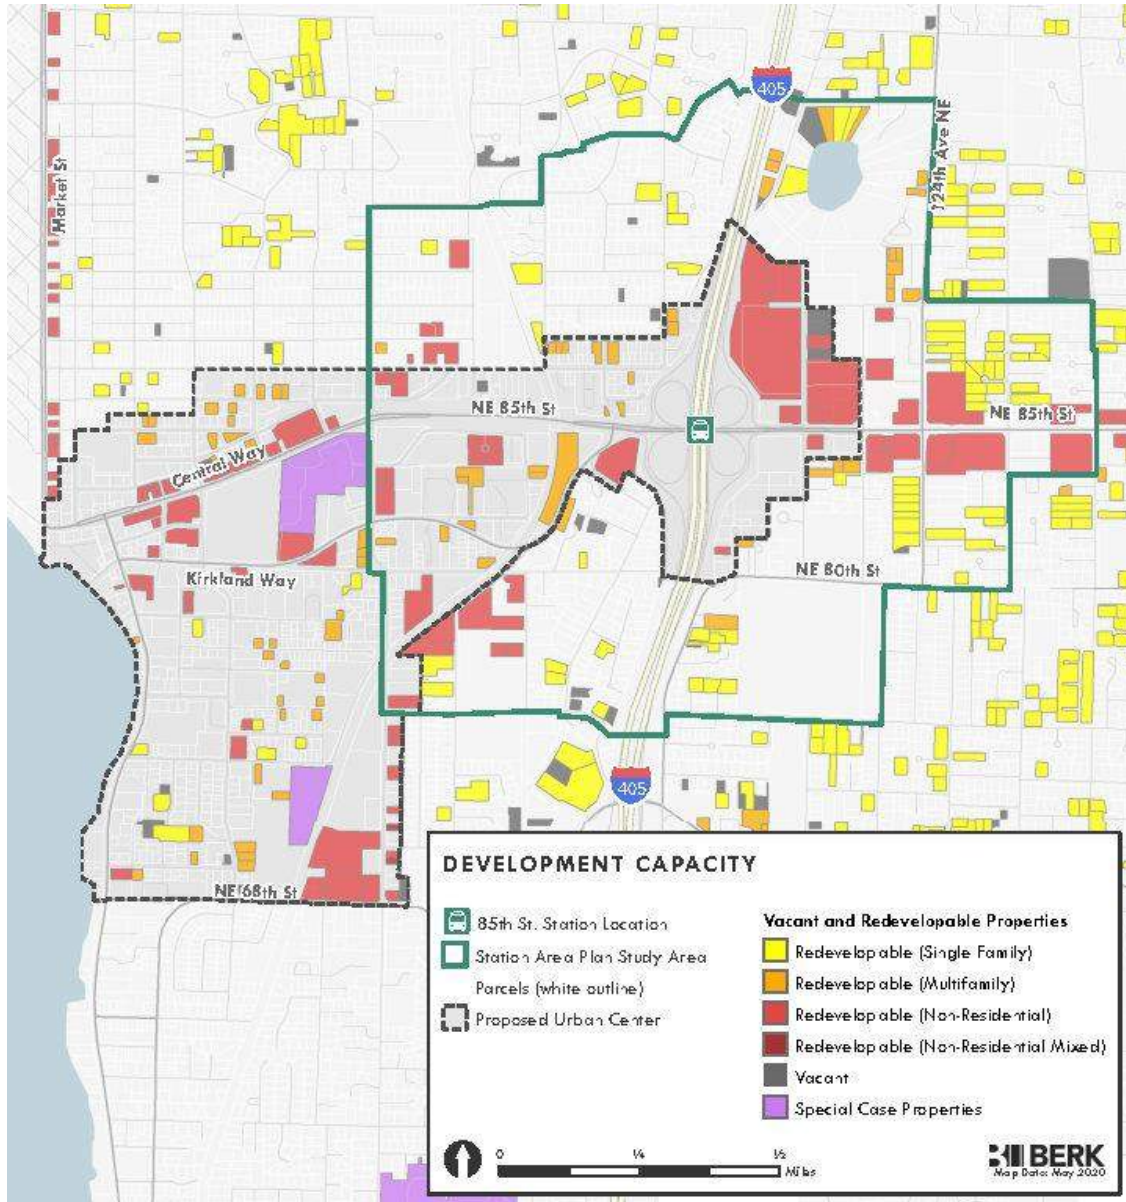 405
Market St
124th Ave NE
NE 85th St
NE 85th St
Central Way
Kirkland Way
NE 80th St
405
NE 68th St
DEVELOPMENT CAPACITY
85th St. Station Location
Station Area Plan Study Area
Parcels (white outline)
Proposed Urban Center
Vacant and Redevelopable Properties
Redevelopable (Single Family)
Redevelopable (Multifamily)
Redevelopable (Non-Residential)
Redevelopable (Non-Residential Mixed)
Vacant
Special Case Properties
0 ¼ ½
Miles
BERK
Map Date: May 2020